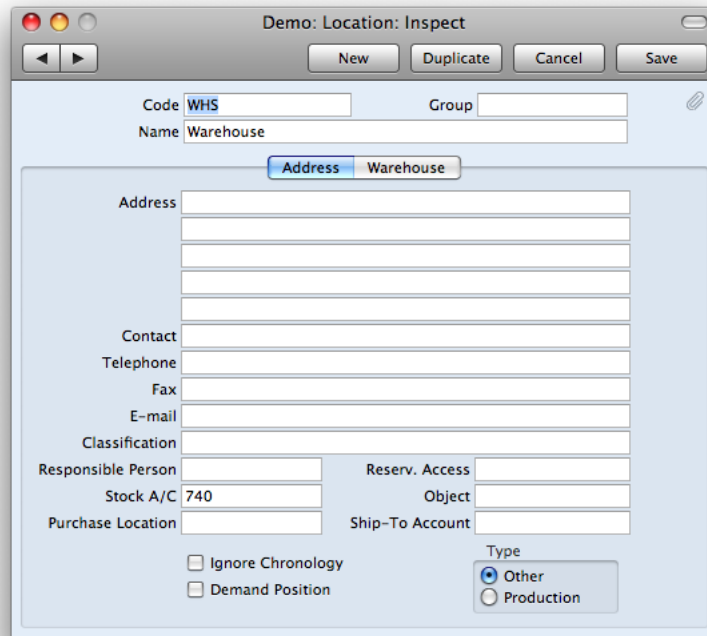 Demo: Location: Inspect
New Duplicate Cancel Save
Code WHS Group
Name Warehouse
Address Warehouse
Address
Contact
Telephone
Fax
E-mail
Classification
Responsible Person Reserv. Access
Stock A/C 740 Object
Purchase Location Ship-To Account
Type
Ignore Chronology Other
Demand Position Production